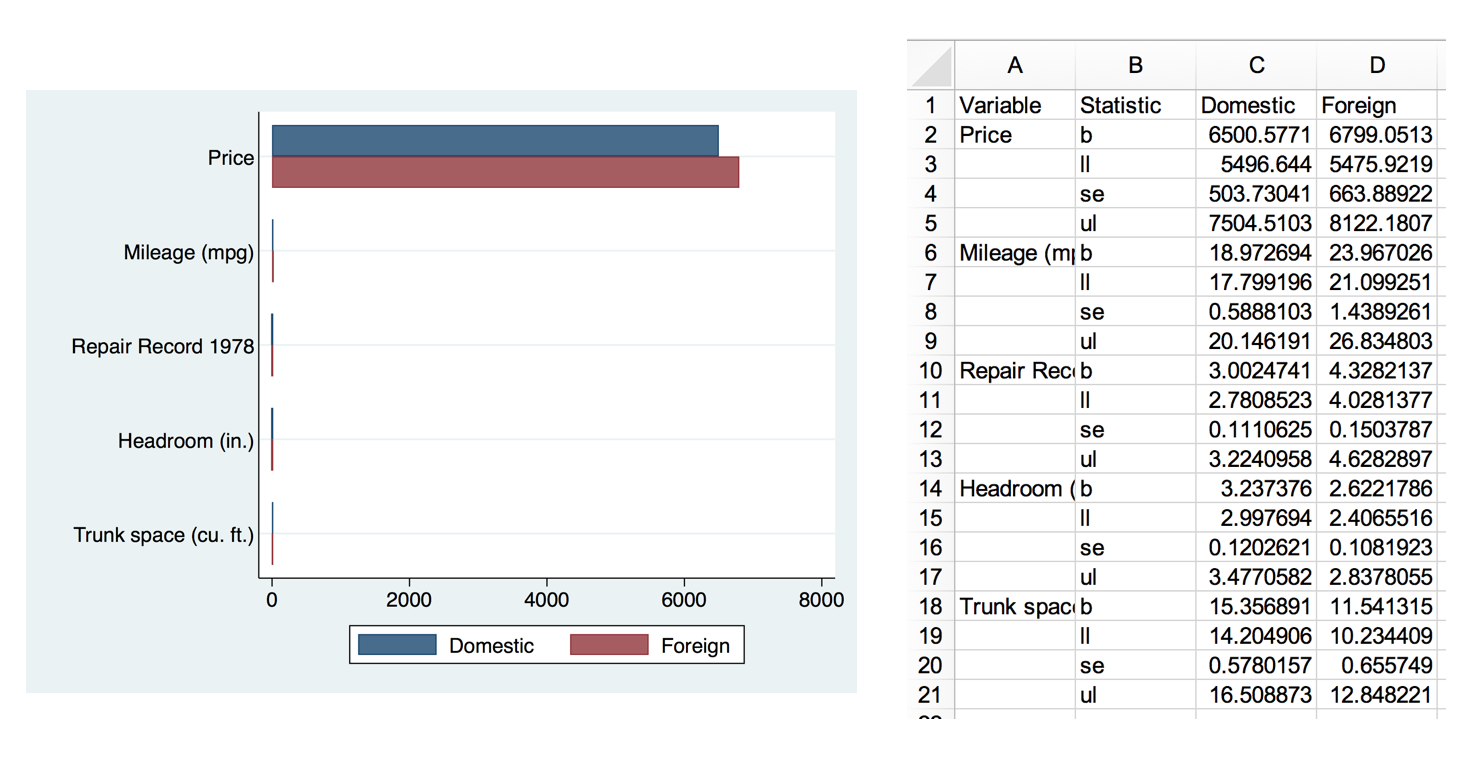 Price
Mileage (mpg)
Repair Record 1978
Headroom (in.)
Trunk space (cu. ft.)
0 2000 4000 6000 8000
Domestic Foreign
A B C D
1 Variable Statistic Domestic Foreign
2 Price b 6500.5771 6799.0513
3 ll 5496.644 5475.9219
4 se 503.73041 663.88922
5 ul 7504.5103 8122.1807
6 Mileage (mp b 18.972694 23.967026
7 ll 17.799196 21.099251
8 se 0.5888103 1.4389261
9 ul 20.146191 26.834803
10 Repair Rec b 3.0024741 4.3282137
11 ll 2.7808523 4.0281377
12 se 0.1110625 0.1503787
13 ul 3.2240958 4.6282897
14 Headroom ( b 3.237376 2.6221786
15 ll 2.997694 2.4065516
16 se 0.1202621 0.1081923
17 ul 3.4770582 2.8378055
18 Trunk spac b 15.356891 11.541315
19 ll 14.204906 10.234409
20 se 0.5780157 0.655749
21 ul 16.508873 12.848221